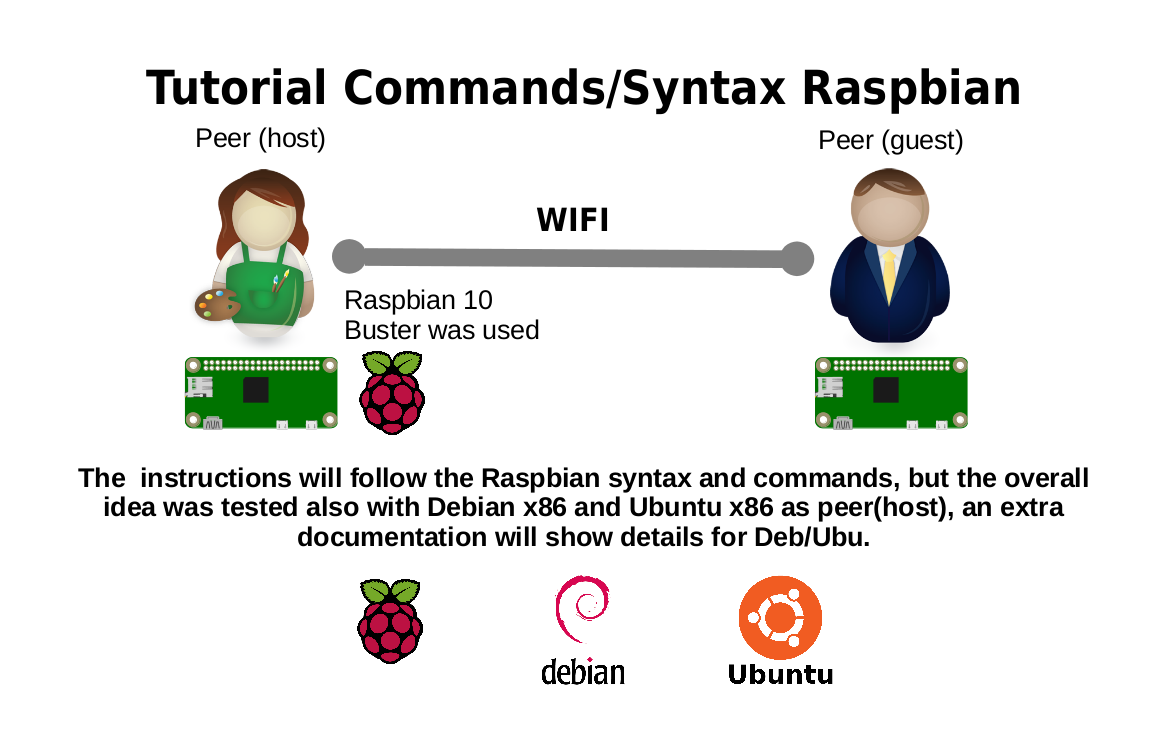 Tutorial Commands/Syntax Raspbian
Peer (host)
Peer (guest)
WIFI
Raspbian 10
Buster was used
The  instructions will follow the Raspbian syntax and commands, but the overall
idea was tested also with Debian x86 and Ubuntu x86 as peer(host), an extra
documentation will show details for Deb/Ubu.
debian
Ubuntu